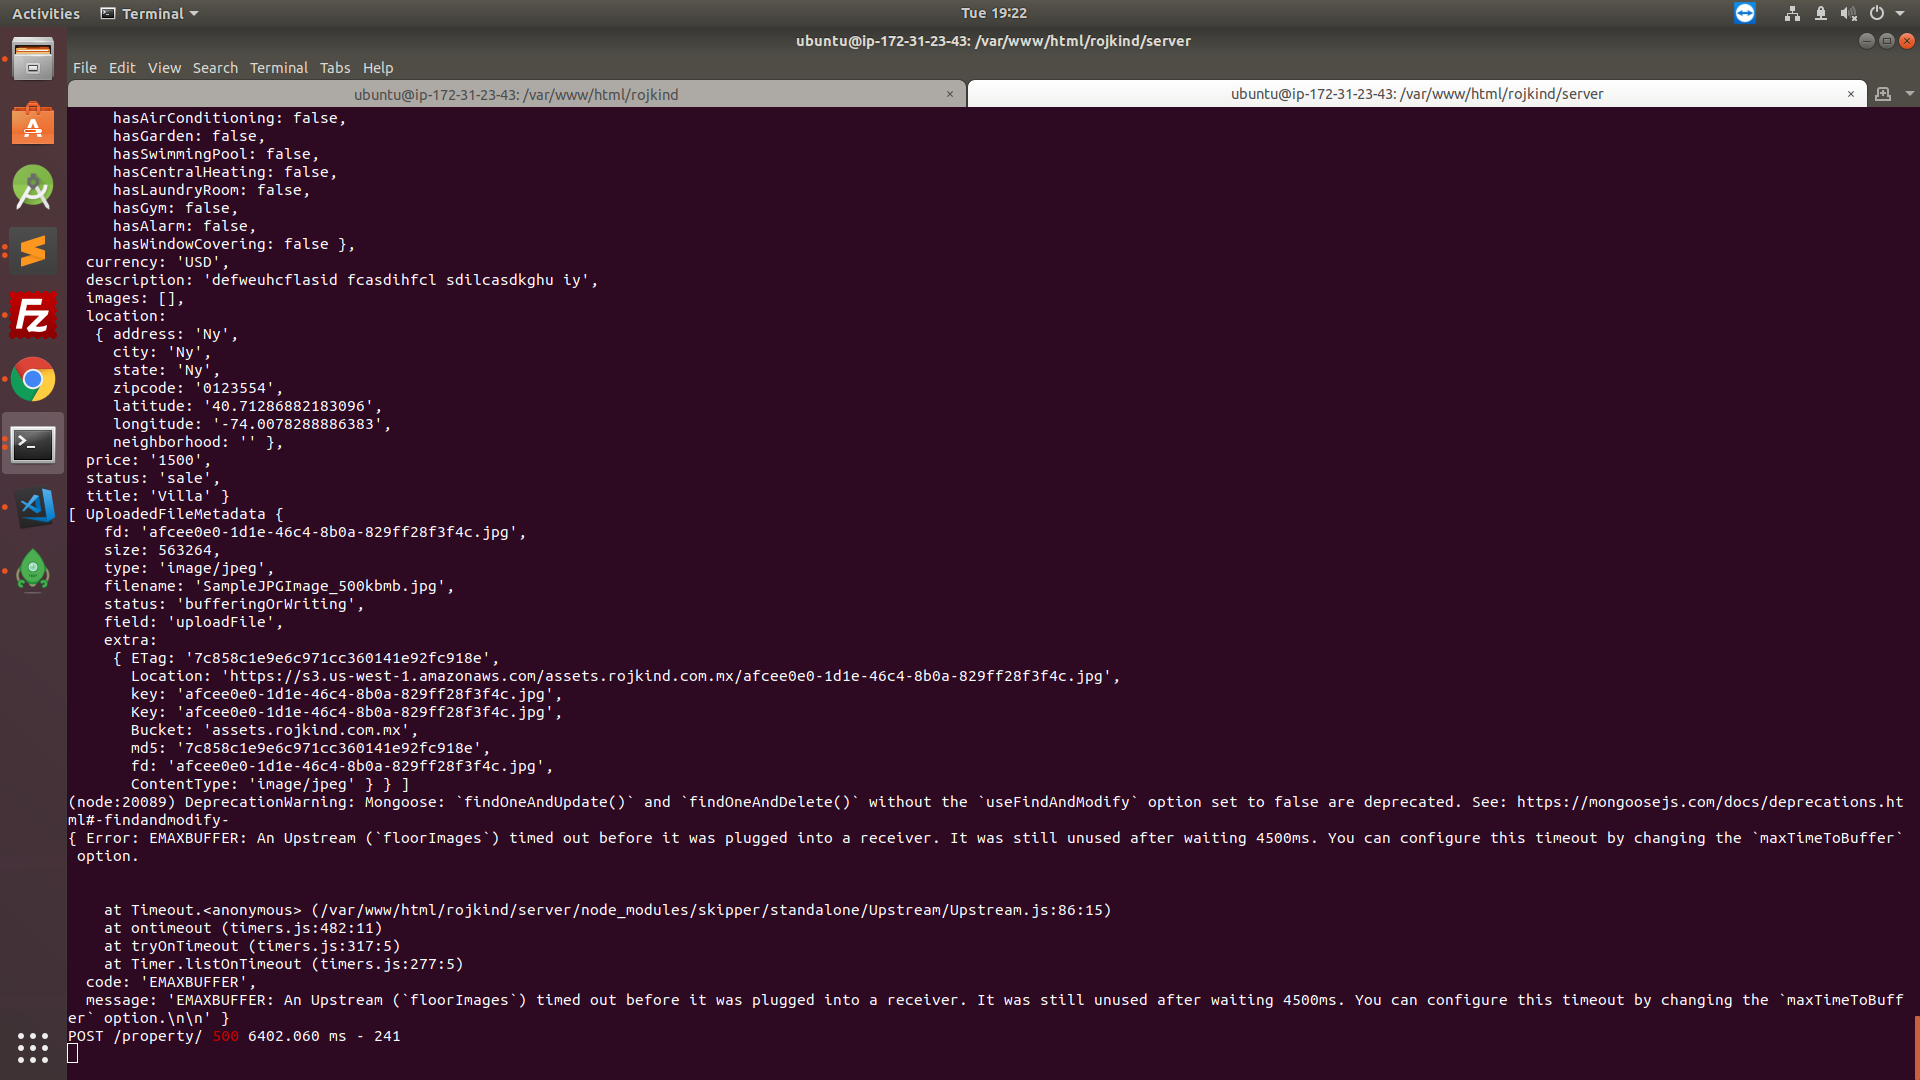 Activities Terminal Tue 19:22
ubuntu@ip-172-31-23-43: /var/www/html/rojkind/server
File Edit View Search Terminal Tabs Help
ubuntu@ip-172-31-23-43: /var/www/html/rojkind × ubuntu@ip-172-31-23-43: /var/www/html/rojkind/server ×
hasAirConditioning: false,
hasGarden: false,
hasSwimmingPool: false,
hasCentralHeating: false,
hasLaundryRoom: false,
hasGym: false,
hasAlarm: false,
hasWindowCovering: false },
currency: 'USD',
description: 'defweuhcflasid fcasdihfcl sdilcasdkghu iy',
images: [],
location:
{ address: 'Ny',
city: 'Ny',
state: 'Ny',
zipcode: '0123554',
latitude: '40.71286882183096',
longitude: '-74.0078288886383',
neighborhood: '' },
price: '1500',
status: 'sale',
title: 'Villa' }
[ UploadedFileMetadata {
fd: 'afcee0e0-1d1e-46c4-8b0a-829ff28f3f4c.jpg',
size: 563264,
type: 'image/jpeg',
filename: 'SampleJPGImage_500kbmb.jpg',
status: 'bufferingOrWriting',
field: 'uploadFile',
extra:
{ ETag: '7c858c1e9e6c971cc360141e92fc918e',
Location: 'https://s3.us-west-1.amazonaws.com/assets.rojkind.com.mx/afcee0e0-1d1e-46c4-8b0a-829ff28f3f4c.jpg',
key: 'afcee0e0-1d1e-46c4-8b0a-829ff28f3f4c.jpg',
Key: 'afcee0e0-1d1e-46c4-8b0a-829ff28f3f4c.jpg',
Bucket: 'assets.rojkind.com.mx',
md5: '7c858c1e9e6c971cc360141e92fc918e',
fd: 'afcee0e0-1d1e-46c4-8b0a-829ff28f3f4c.jpg',
ContentType: 'image/jpeg' } } ]
(node:20089) DeprecationWarning: Mongoose: `findOneAndUpdate()` and `findOneAndDelete()` without the `useFindAndModify` option set to false are deprecated. See: https://mongoosejs.com/docs/deprecations.ht
ml#-findandmodify-
{ Error: EMAXBUFFER: An Upstream (`floorImages`) timed out before it was plugged into a receiver. It was still unused after waiting 4500ms. You can configure this timeout by changing the `maxTimeToBuffer`
option.
at Timeout.<anonymous> (/var/www/html/rojkind/server/node_modules/skipper/standalone/Upstream/Upstream.js:86:15)
at ontimeout (timers.js:482:11)
at tryOnTimeout (timers.js:317:5)
at Timer.listOnTimeout (timers.js:277:5)
code: 'EMAXBUFFER',
message: 'EMAXBUFFER: An Upstream (`floorImages`) timed out before it was plugged into a receiver. It was still unused after waiting 4500ms. You can configure this timeout by changing the `maxTimeToBuff
er` option.\n\n' }
POST /property/ 500 6402.060 ms - 241